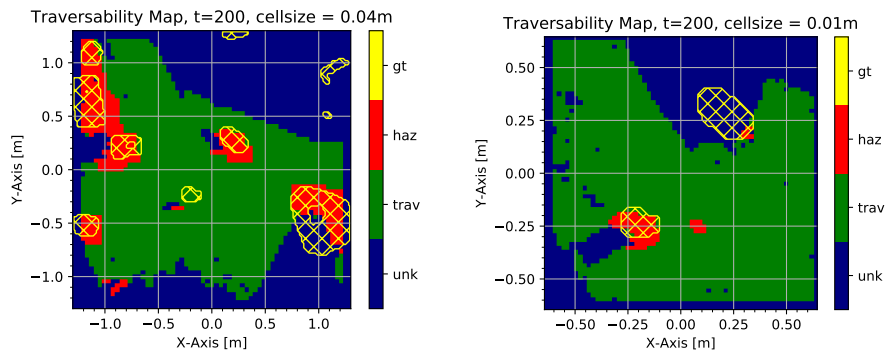 Traversability Map, t=200, cellsize = 0.04m
1.0
0.5
0.0
−0.5
−1.0
Y-Axis [m]
−1.0
−0.5
0.0
0.5
1.0
X-Axis [m]
gt
haz
trav
unk
Traversability Map, t=200, cellsize = 0.01m
0.50
0.25
0.00
−0.25
−0.50
Y-Axis [m]
−0.50
−0.25
0.00
0.25
0.50
X-Axis [m]
gt
haz
trav
unk